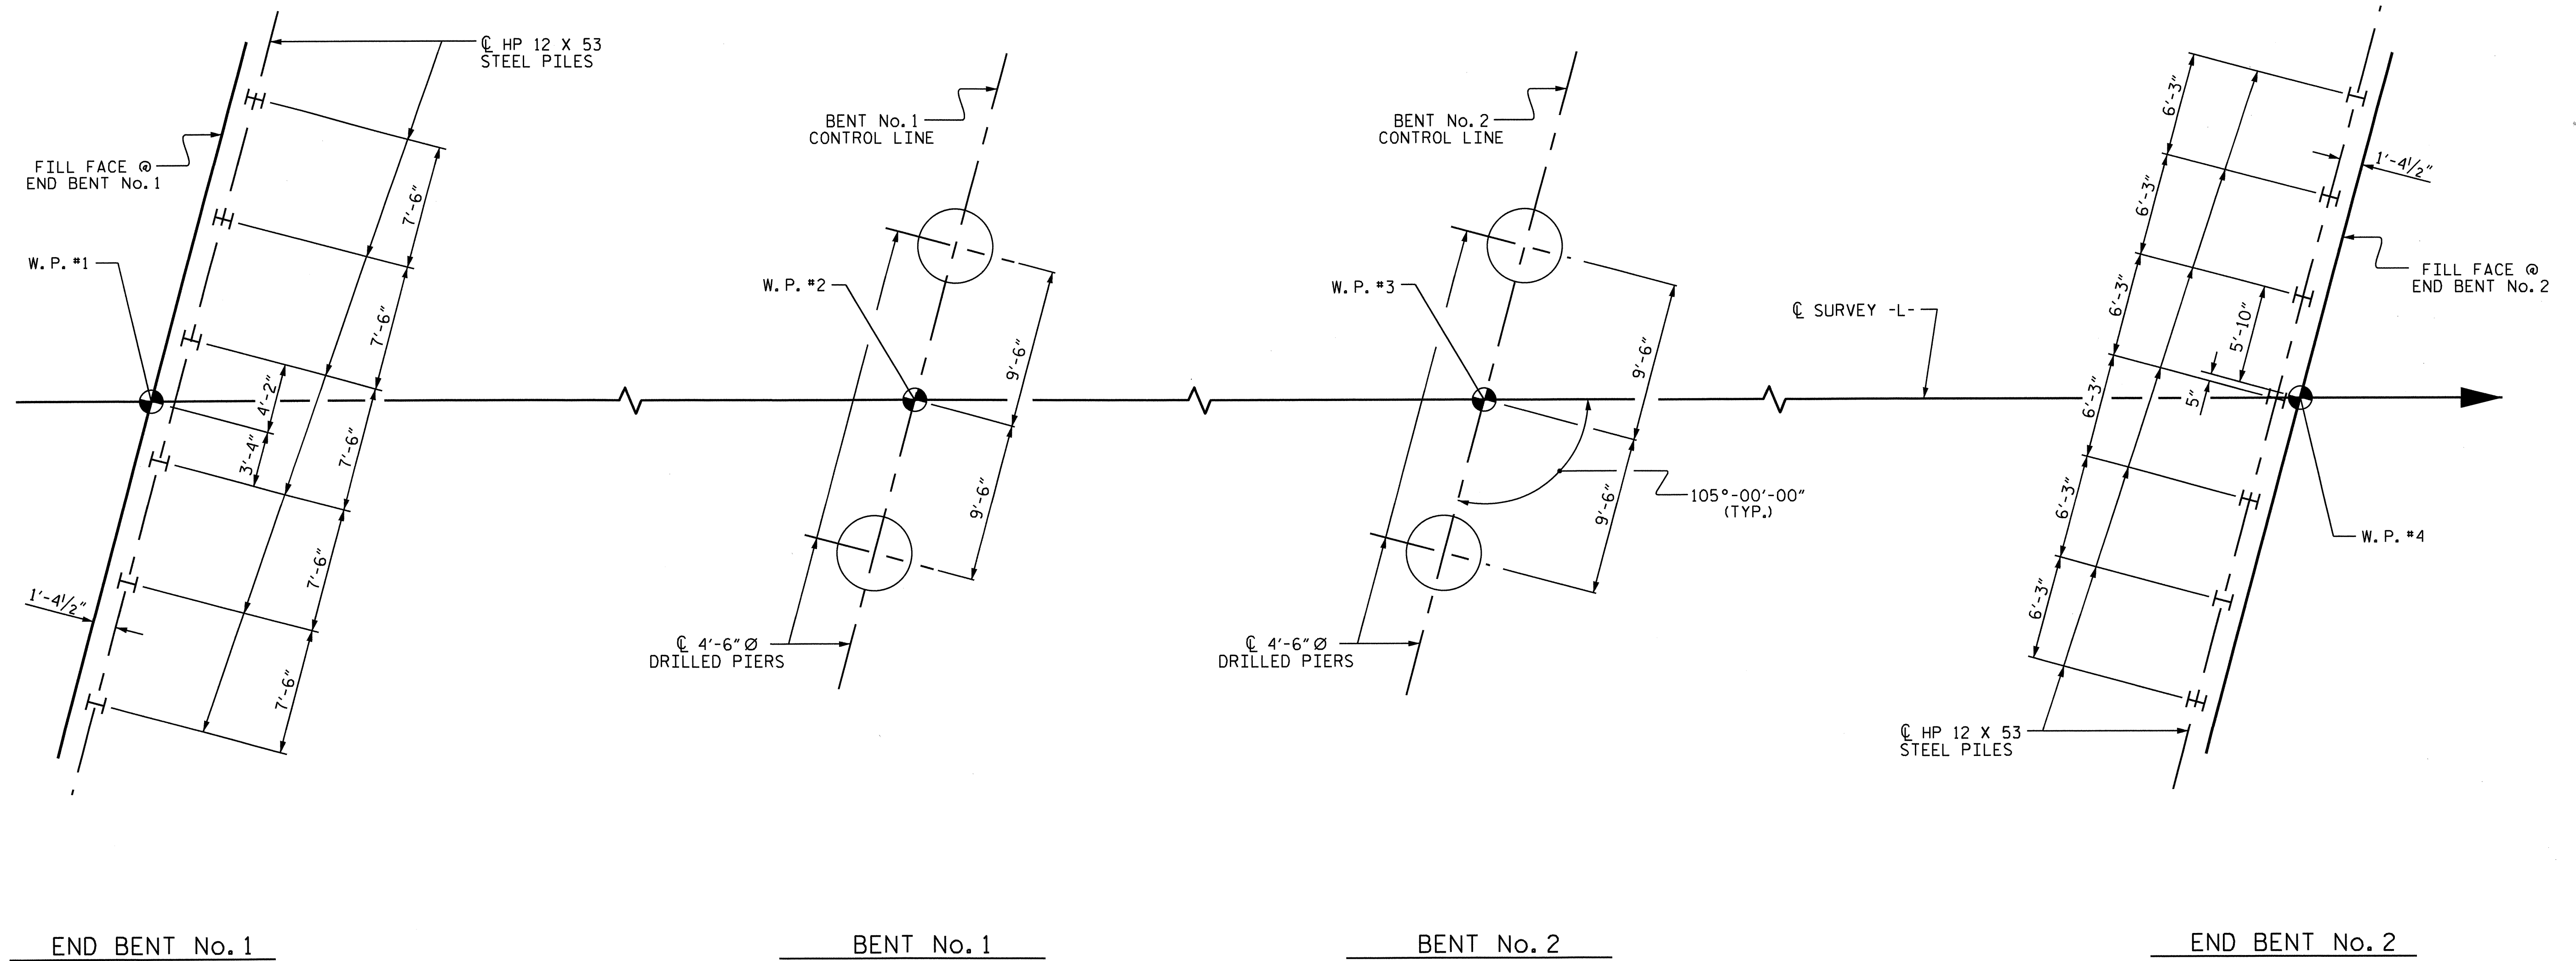 ℄ HP 12 X 53
STEEL PILES
FILL FACE @
END BENT No. 1
W.P. #1
7'-6"
7'-6"
7'-6"
7'-6"
7'-6"
4'-2"
3'-4"
1'-4½"
BENT No. 1
CONTROL LINE
W.P. #2
9'-6"
9'-6"
℄ 4'-6" Ø
DRILLED PIERS
BENT No. 2
CONTROL LINE
W.P. #3
9'-6"
9'-6"
105°-00'-00"
(TYP.)
℄ 4'-6" Ø
DRILLED PIERS
℄ SURVEY -L-
6'-3"
6'-3"
6'-3"
6'-3"
6'-3"
6'-3"
5'-10"
5"
1'-4½"
FILL FACE @
END BENT No. 2
W.P. #4
℄ HP 12 X 53
STEEL PILES
END BENT No. 1
BENT No. 1
BENT No. 2
END BENT No. 2